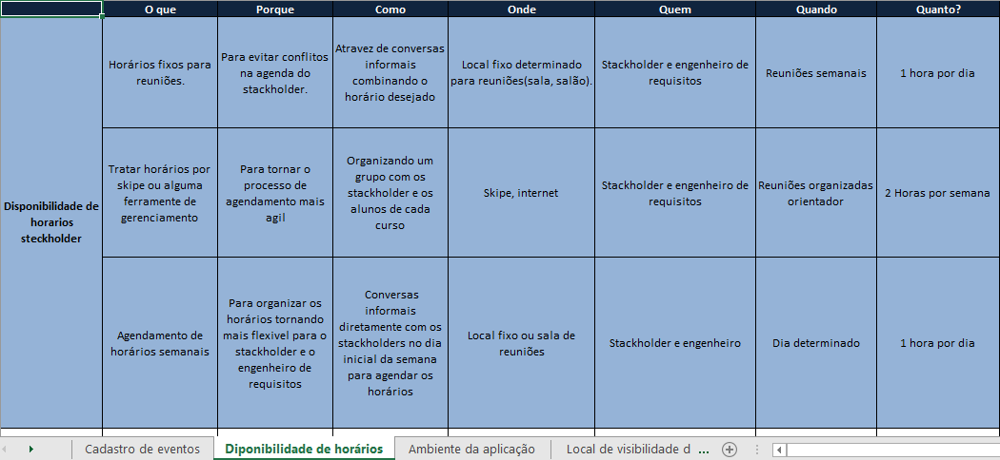 O que
Porque
Como
Onde
Quem
Quando
Quanto?
Disponibilidade de
horarios
steckholder
Horários fixos para
reuniões.
Para evitar conflitos
na agenda do
stackholder.
Atravez de conversas
informais
combinando o
horário desejado
Local fixo determinado
para reuniões(sala, salão).
Stackholder e engenheiro de
requisitos
Reuniões semanais
1 hora por dia
Tratar horários por
skipe ou alguma
ferramente de
gerenciamento
Para tornar o
processo de
agendamento mais
agil
Organizando um
grupo com os
stackholder e os
alunos de cada
curso
Skipe, internet
Stackholder e engenheiro de
requisitos
Reuniões organizadas
orientador
2 Horas por semana
Agendamento de
horários semanais
Para organizar os
horários tornando
mais flexivel para o
stackholder e o
engenheiro de
requisitos
Conversas
informais
diretamente com os
stackholders no dia
inicial da semana
para agendar os
horários
Local fixo ou sala de
reuniões
Stackholder e engenheiro
Dia determinado
1 hora por dia
Cadastro de eventos
Diponibilidade de horários
Ambiente da aplicação
Local de visibilidade d ...